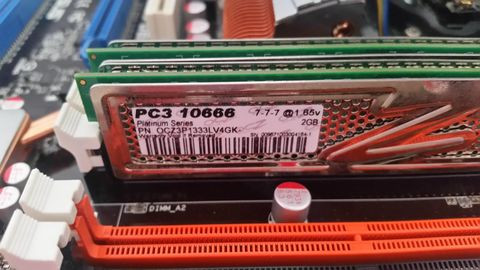 PC3 10666 7-7-7 @1.65v
Platinum Series 2GB
PN OCZ3P1333LV4GK
DIMM_A2